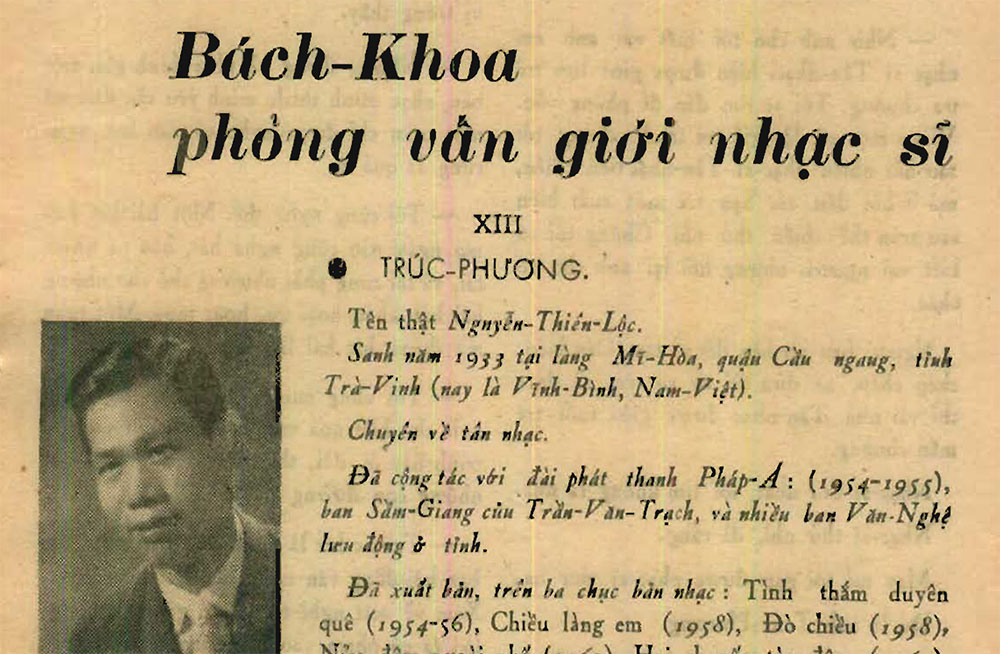 Bách-Khoa
phỏng vấn giới nhạc sĩ
XIII
● TRÚC-PHƯƠNG.
Tên thật Nguyễn-Thiên-Lộc.
Sanh năm 1933 tại làng Mĩ-Hòa, quận Cầu ngaug, tỉnh
Trà-Vinh (nay là Vĩnh-Bình, Nam-Việt).
Chuyên về tân nhạc.
Đã cộng tác với đài phát thanh Pháp-Á : (1954-1955),
ban Sầm-Giang của Trần-Văn-Trạch, và nhiều ban Văn-Nghệ
lưu động ở tỉnh.
Đã xuất bản, trên ba chục bản nhạc : Tình thắm duyên
quê (1954-56), Chiều làng em (1958), Đò chiều (1958),